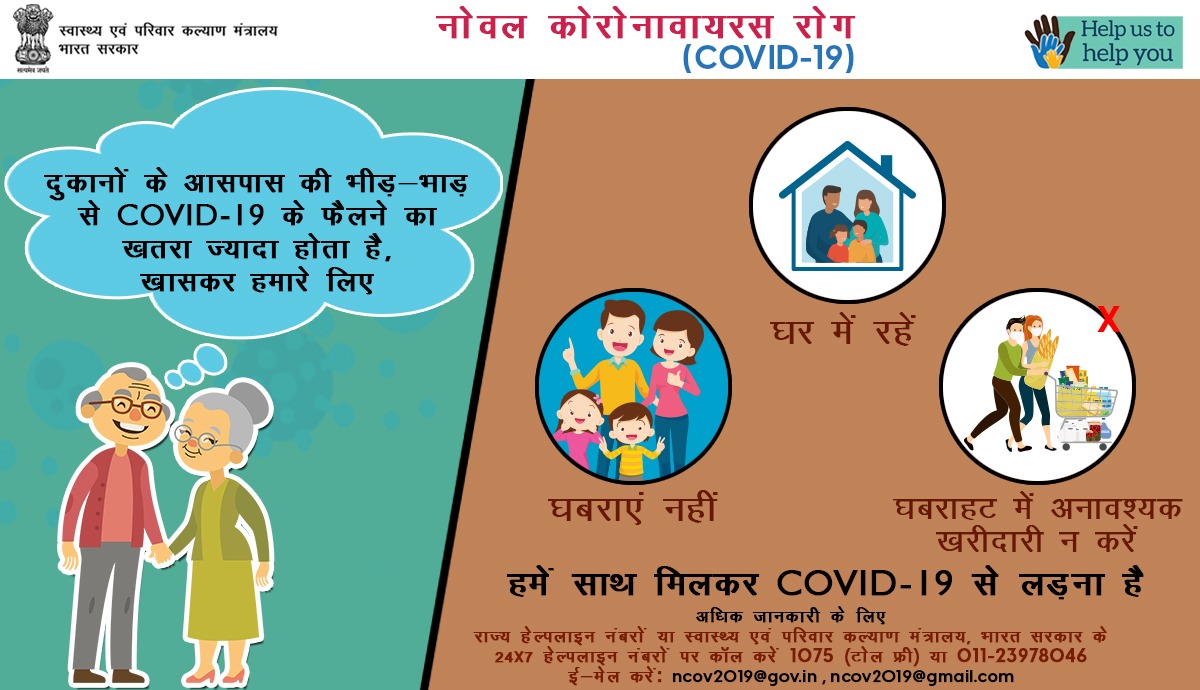 स्वास्थ्य एवं परिवार कल्याण मंत्रालय
भारत सरकार
सत्यमेव जयते
नोवल कोरोनावायरस रोग
(COVID-19)
Help us to
help you
दुकानों के आसपास की भीड़–भाड़
से COVID-19 के फैलने का
खतरा ज्यादा होता है,
खासकर हमारे लिए
घर में रहें
X
घबराएं नहीं
घबराहट में अनावश्यक
खरीदारी न करें
हमें साथ मिलकर COVID-19 से लड़ना है
अधिक जानकारी के लिए
राज्य हेल्पलाइन नंबरों या स्वास्थ्य एवं परिवार कल्याण मंत्रालय, भारत सरकार के
24X7 हेल्पलाइन नंबरों पर कॉल करें 1075 (टोल फ्री) या 011-23978046
ई–मेल करें: ncov2019@gov.in , ncov2019@gmail.com